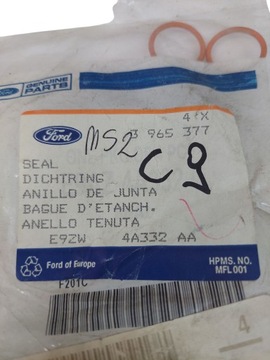 GENUINE
PARTS
4 X
Ford
MS2
3 965 377
C9
SEAL
DICHTRING
ANILLO DE JUNTA
BAGUE D'ETANCH.
ANELLO TENUTA
E9ZW 4A332 AA
Ford of Europe
HPMS. NO.
MFL 001
F201C
4